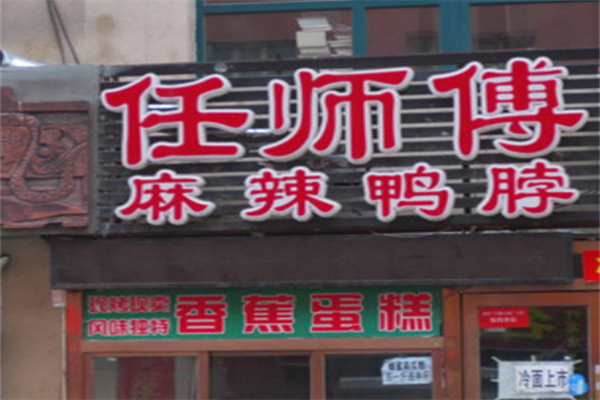 任师傅
麻辣鸭脖
现烤现卖
风味独特
香蕉蛋糕
冷面上市